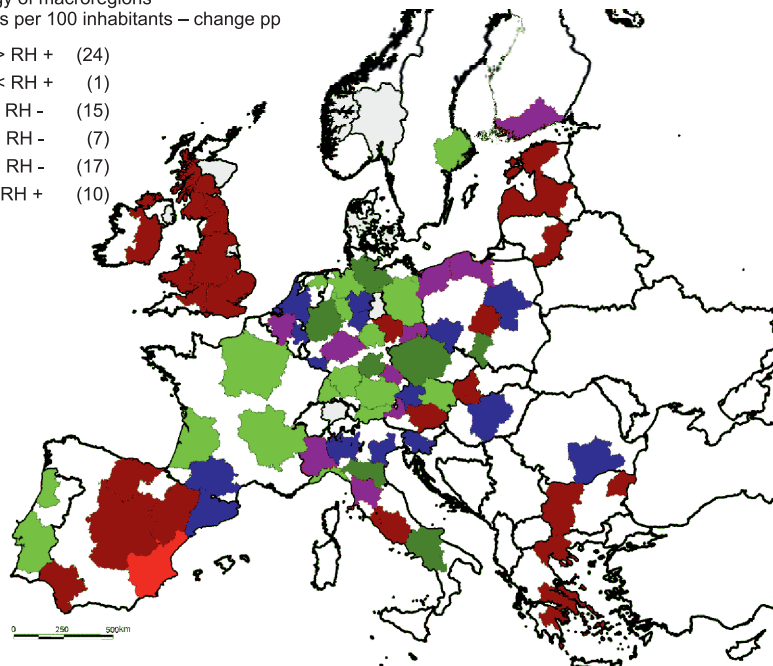 y of macroregions
s per 100 inhabitants – change pp
> RH + (24)
< RH + (1)
RH - (15)
RH - (7)
RH - (17)
RH + (10)
0 250 500km